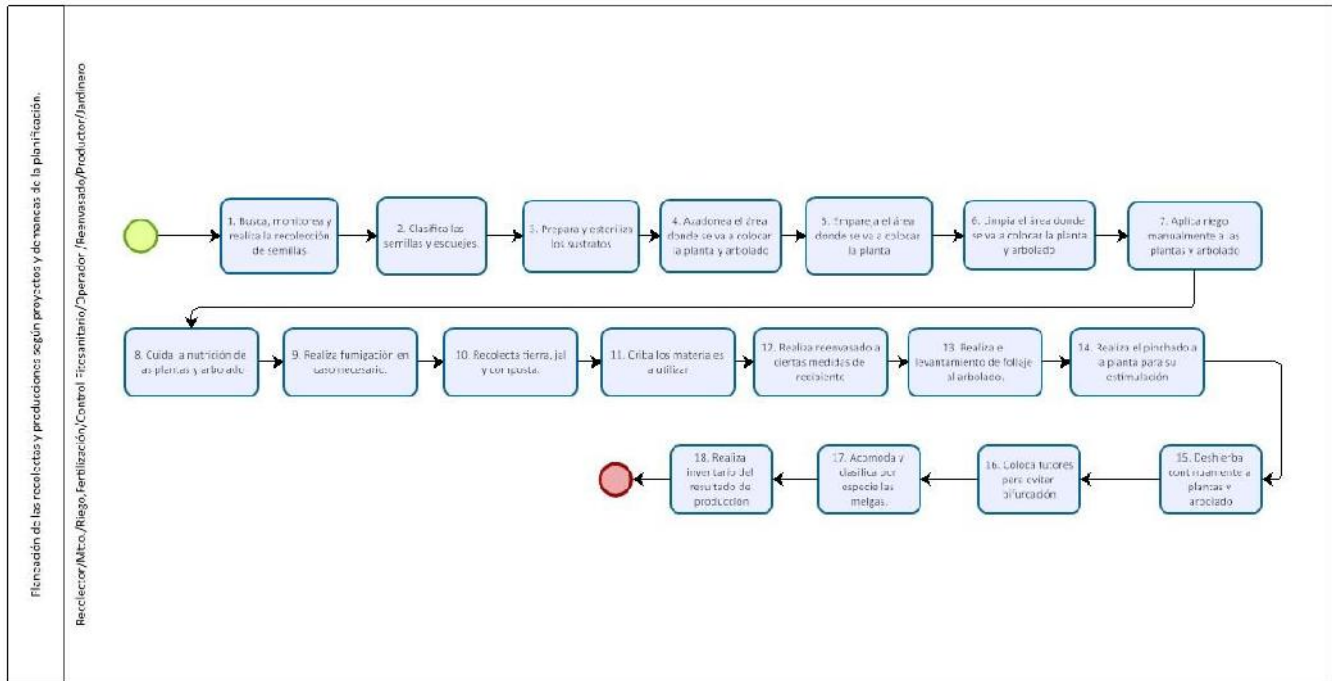 Planeación de las recolectas y producciones según proyectos y demandas de la planificación.
Recolector/Mtto./Riego,Fertilización/Control Fitosanitario/Operador /Reenvasado/Productor/Jardinero
1. Busca, monitorea y
realiza la recolección
de semillas
2. Clasifica las
semillas y escuejes.
3. Prepara y esteriliza
los sustratos
4. Azadonea el área
donde se va a colocar
la planta y arbolado
5. Empareja el área
donde se va a colocar
la planta
6. Limpia el área donde
se va a colocar la planta
y arbolado
7. Aplica riego
manualmente a las
plantas y arbolado
8. Cuida la nutrición de
las plantas y arbolado
9. Realiza fumigación en
caso necesario.
10. Recolecta tierra, jal
y composta.
11. Criba los materiales
a utilizar
12. Realiza reenvasado a
ciertas medidas de
recipiente
13. Realiza el
levantamiento de follaje
al arbolado.
14. Realiza el pinchado a
la planta para su
estimulación
15. Deshierba
continuamente a
plantas y
arbolado
16. Coloca tutores
para evitar
bifurcación
17. Acomoda y
clasifica por
especie las
melgas.
18. Realiza
inventario del
resultado de
producción